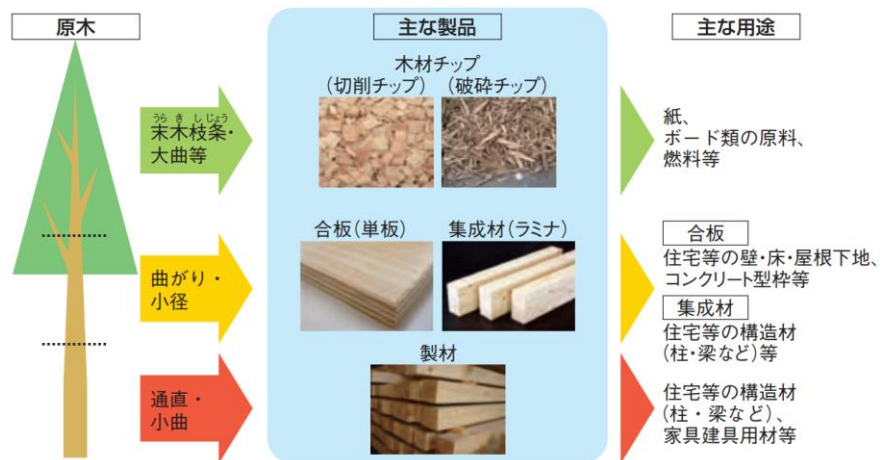 原木
主な製品
主な用途
木材チップ
(切削チップ) (破砕チップ)
うらきしじょう
末木枝条・
大曲等
紙、
ボード類の原料、
燃料等
合板(単板) 集成材(ラミナ)
曲がり・
小径
合板
住宅等の壁・床・屋根下地、
コンクリート型枠等
集成材
住宅等の構造材
(柱・梁など)等
製材
通直・
小曲
住宅等の構造材
(柱・梁など)、
家具建具用材等